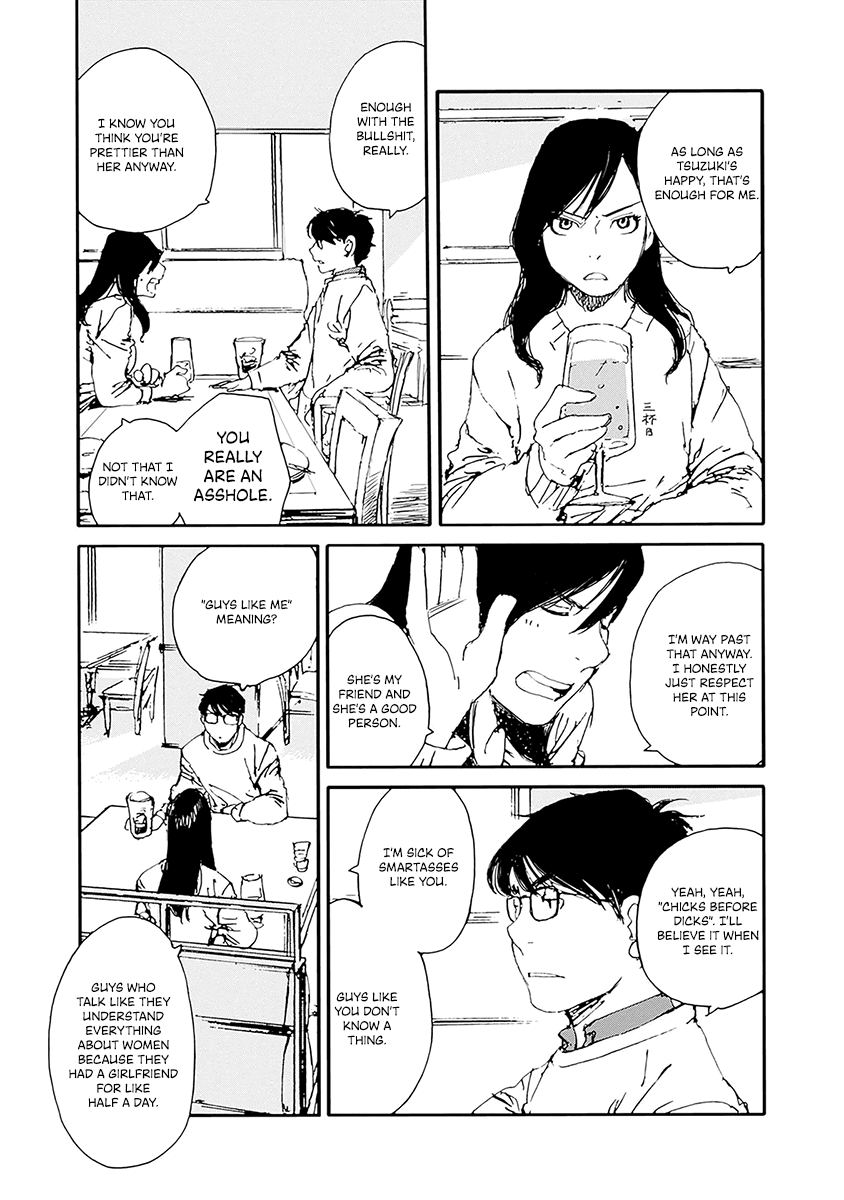 AS LONG AS
TSUZUKI'S
HAPPY, THAT'S
ENOUGH FOR ME.
三杯目
ENOUGH
WITH THE
BULLSHIT,
REALLY.
I KNOW YOU
THINK YOU'RE
PRETTIER THAN
HER ANYWAY.
YOU
REALLY
ARE AN
ASSHOLE.
NOT THAT I
DIDN'T KNOW
THAT.
I'M WAY PAST
THAT ANYWAY.
I HONESTLY
JUST RESPECT
HER AT THIS
POINT.
SHE'S MY
FRIEND AND
SHE'S A GOOD
PERSON.
YEAH, YEAH,
"CHICKS BEFORE
DICKS". I'LL
BELIEVE IT WHEN
I SEE IT.
I'M SICK OF
SMARTASSES
LIKE YOU.
GUYS LIKE
YOU DON'T
KNOW A
THING.
"GUYS LIKE ME"
MEANING?
GUYS WHO
TALK LIKE THEY
UNDERSTAND
EVERYTHING
ABOUT WOMEN
BECAUSE THEY
HAD A GIRLFRIEND
FOR LIKE
HALF A DAY.